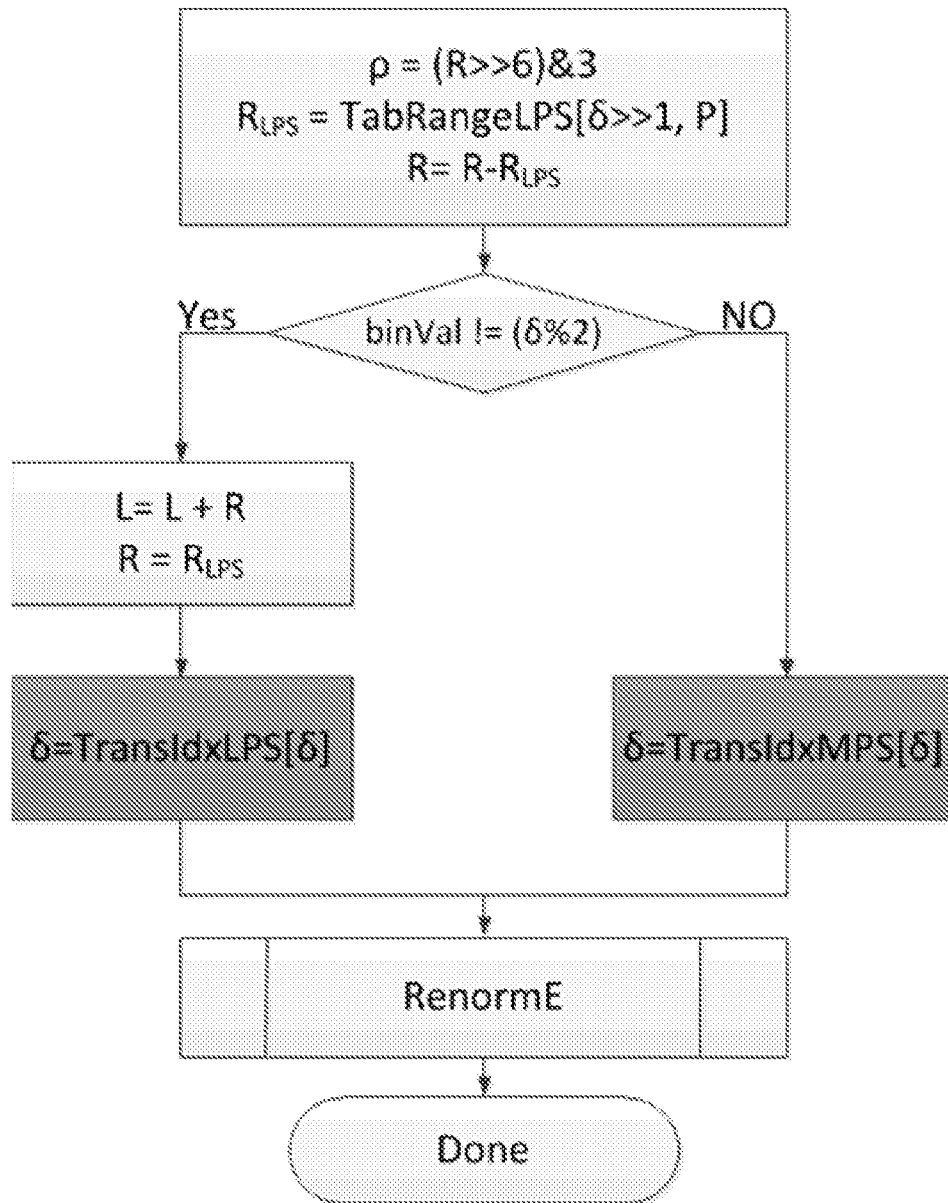 ρ = (R>>6)&3
R_LPS = TabRangeLPS[δ>>1, P]
R= R-R_LPS
binVal != (δ%2)
Yes
NO
L= L + R
R = R_LPS
δ=TransIdxLPS[δ]
δ=TransIdxMPS[δ]
RenormE
Done